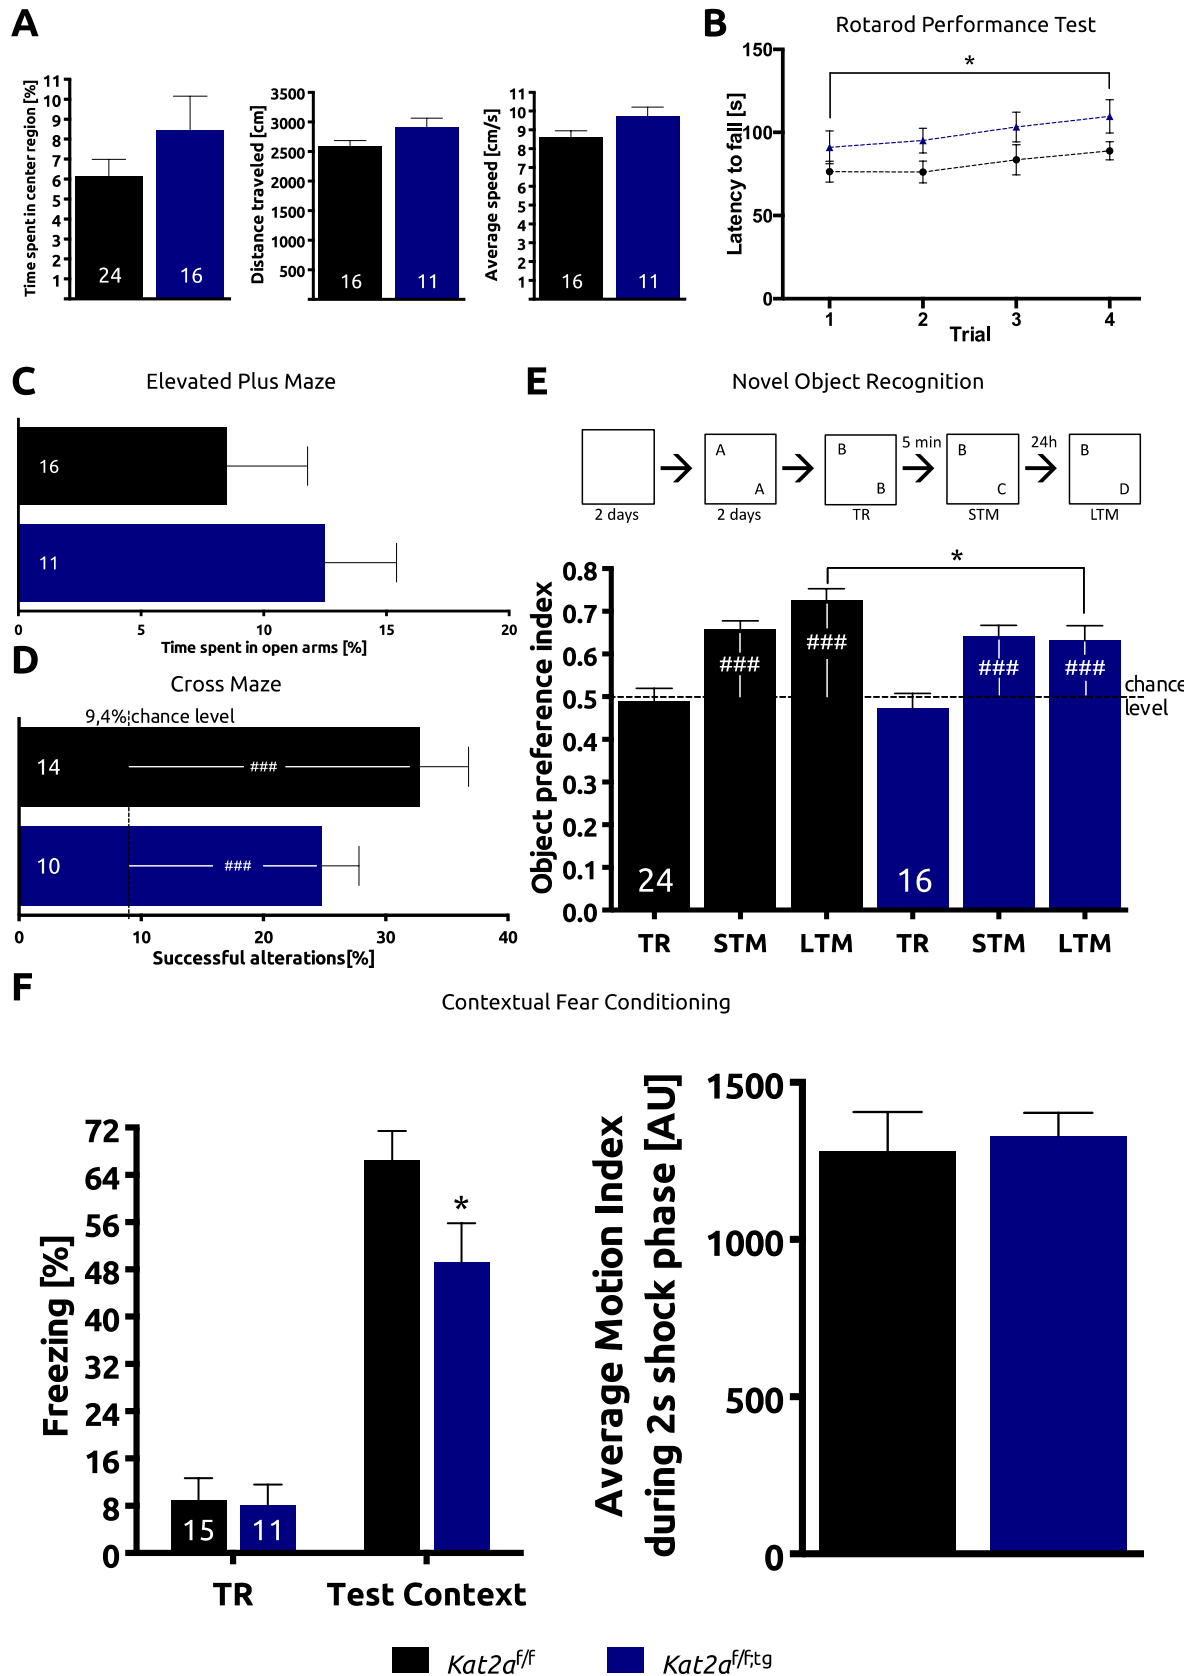 A
Time spent in center region [%]
11
10
9
8
7
6
5
4
3
2
1
24
16
Distance traveled [cm]
3500
3000
2500
2000
1500
1000
500
16
11
Average speed [cm/s]
11
10
9
8
7
6
5
4
3
2
1
16
11
B
Rotarod Performance Test
*
Latency to fall [s]
150
100
50
0
1 2 3 4
Trial
C
Elevated Plus Maze
16
11
0 5 10 15 20
Time spent in open arms [%]
D
Cross Maze
9,4% chance level
14 ###
10 ###
0 10 20 30 40
Successful alterations[%]
E
Novel Object Recognition
5 min 24h
A B B B
A B C D
2 days 2 days TR STM LTM
*
Object preference index
0.8
0.7
0.6
0.5
0.4
0.3
0.2
0.1
0.0
### ### ### ###
chance
level
24 16
TR STM LTM TR STM LTM
F
Contextual Fear Conditioning
Freezing [%]
72
64
56
48
40
32
24
16
8
0
*
15 11
TR Test Context
Average Motion Index
during 2s shock phase [AU]
1500
1000
500
0
Kat2a^f/f Kat2a^f/f;tg